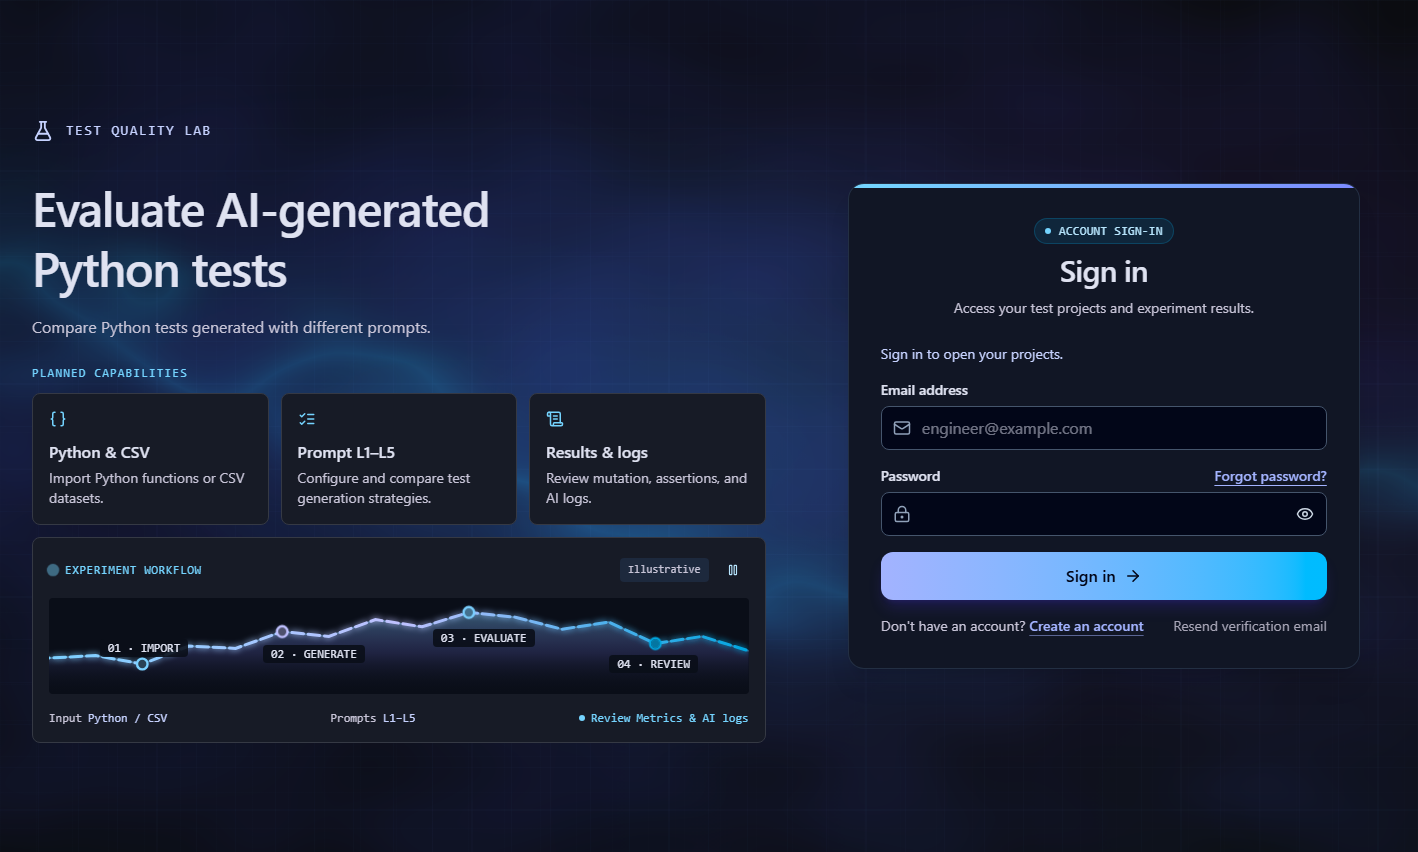 TEST QUALITY LAB
Evaluate AI-generated
Python tests
Compare Python tests generated with different prompts.
PLANNED CAPABILITIES
Python & CSV
Import Python functions or CSV
datasets.
Prompt L1–L5
Configure and compare test
generation strategies.
Results & logs
Review mutation, assertions, and
AI logs.
EXPERIMENT WORKFLOW
Illustrative
01 · IMPORT
02 · GENERATE
03 · EVALUATE
04 · REVIEW
Input Python / CSV
Prompts L1–L5
Review Metrics & AI logs
ACCOUNT SIGN-IN
Sign in
Access your test projects and experiment results.
Sign in to open your projects.
Email address
engineer@example.com
Password
Forgot password?
Sign in →
Don't have an account? Create an account
Resend verification email